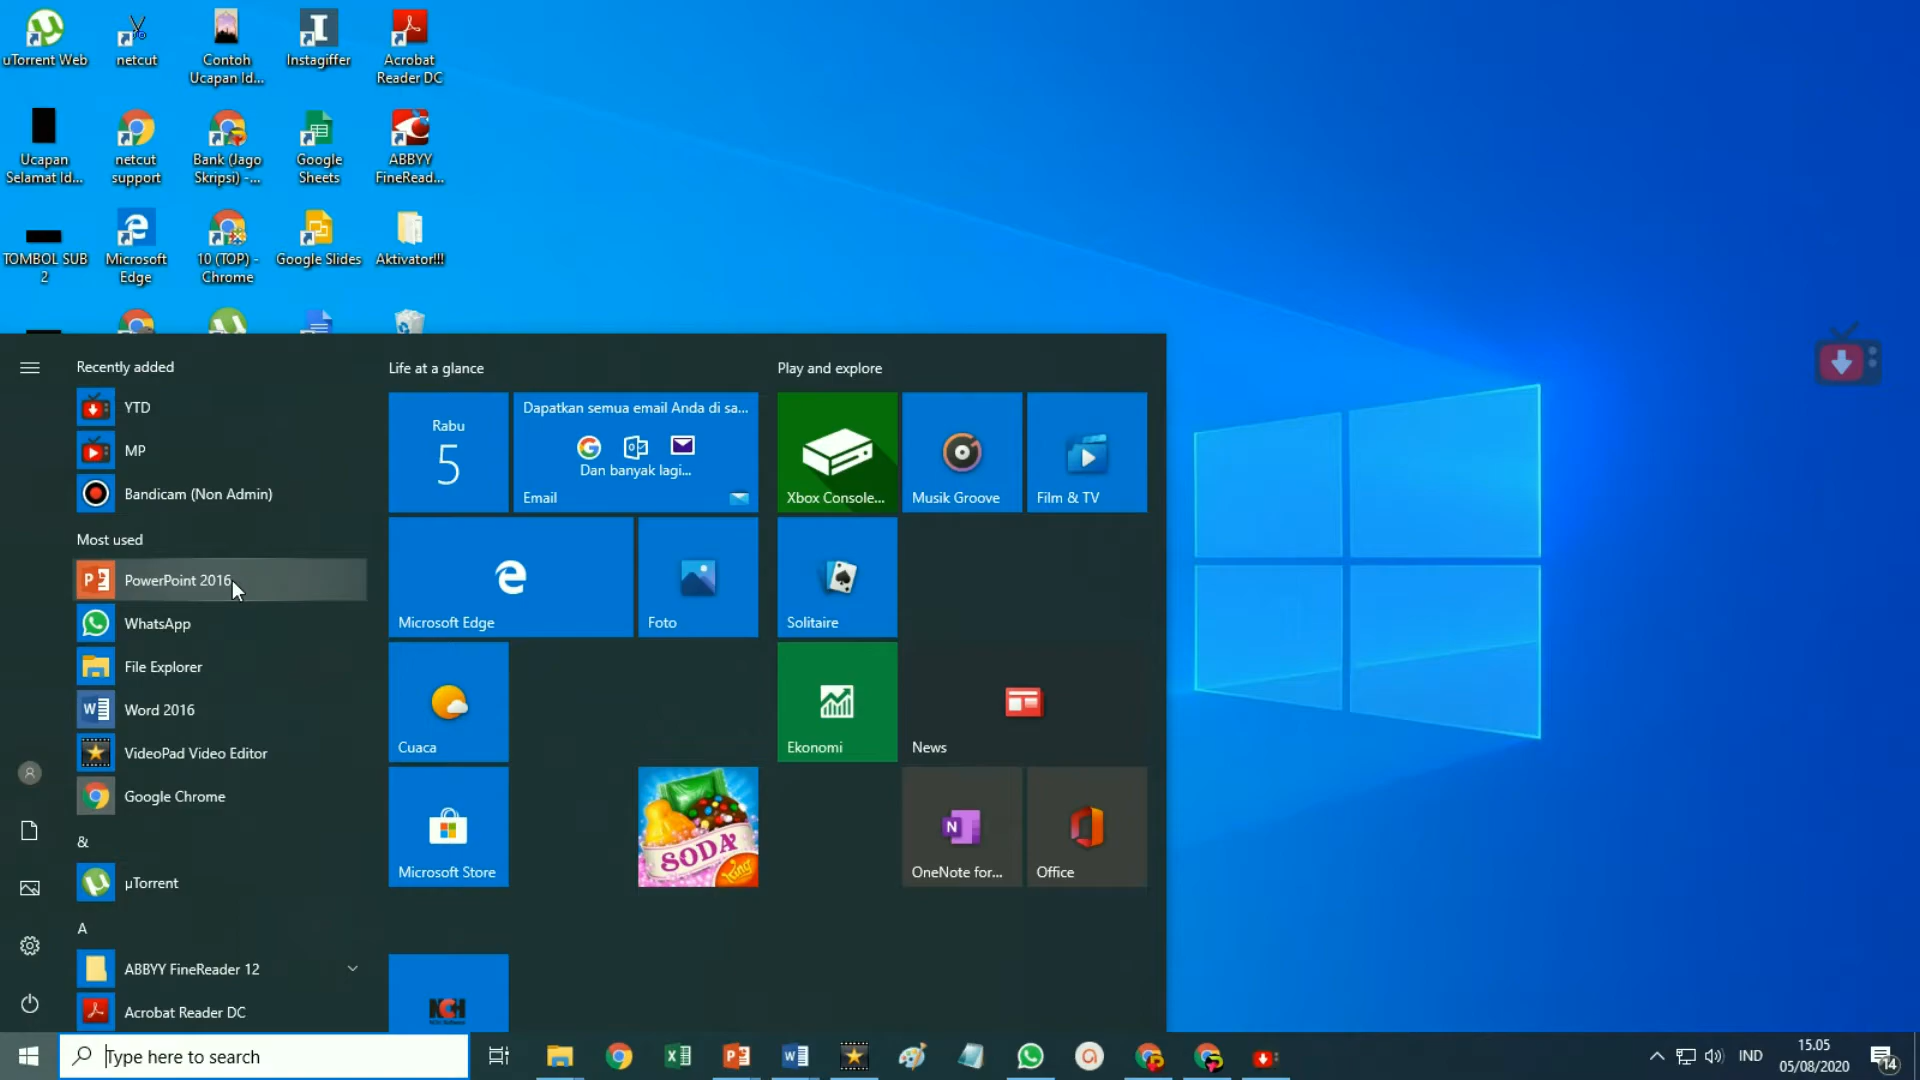 uTorrent Web
netcut
Contoh
Ucapan Id...
Instagiffer
Acrobat
Reader DC
Ucapan
Selamat Id...
netcut
support
Bank (Jago
Skripsi) -...
Google
Sheets
ABBYY
FineRead...
TOMBOL SUB
2
Microsoft
Edge
10 (TOP) -
Chrome
Google Slides
Aktivator!!!
Recently added
YTD
MP
Bandicam (Non Admin)
Most used
PowerPoint 2016
WhatsApp
File Explorer
Word 2016
VideoPad Video Editor
Google Chrome
&
µTorrent
A
ABBYY FineReader 12
Acrobat Reader DC
Life at a glance
Rabu
5
Dapatkan semua email Anda di sa...
Dan banyak lagi...
Email
Microsoft Edge
Foto
Cuaca
Microsoft Store
SODA
King
NCH
Play and explore
Xbox Console...
Musik Groove
Film & TV
Solitaire
Ekonomi
News
OneNote for...
Office
Type here to search
IND
15.05
05/08/2020
14